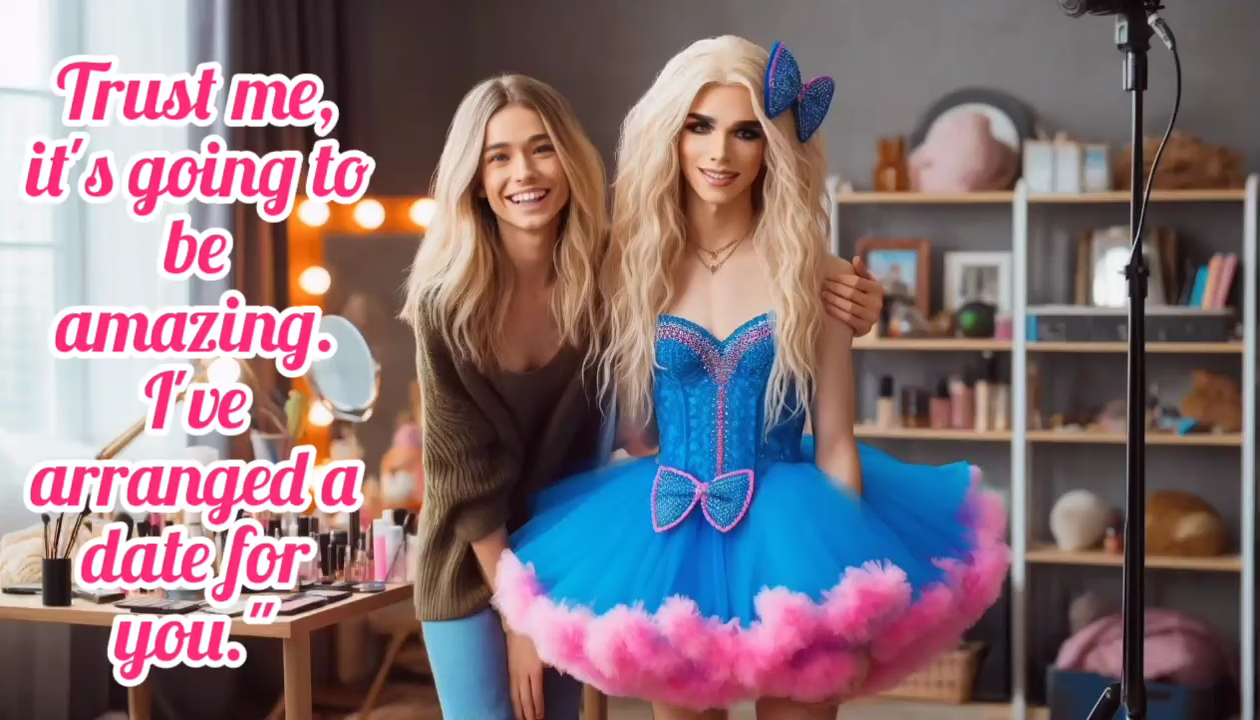 Trust me,
it's going to
be
amazing.
I've
arranged a
date for
you."